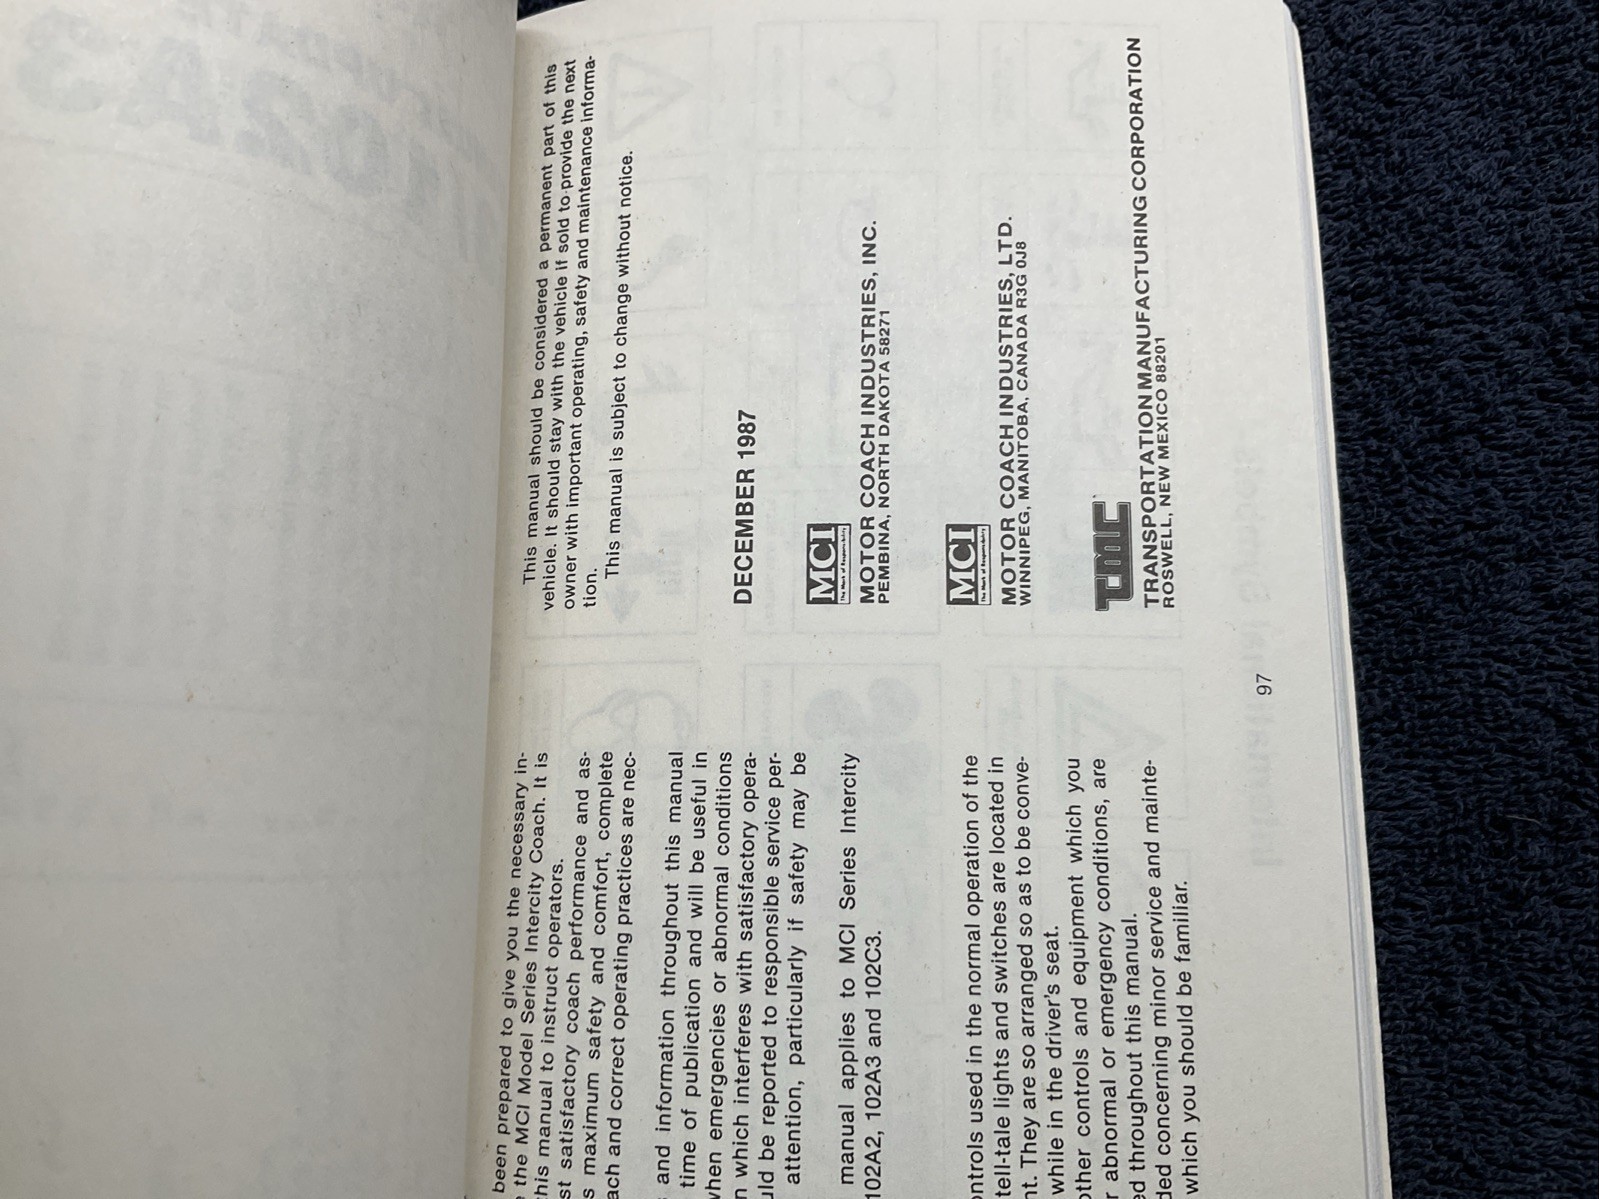 been prepared to give you the necessary in-
the MCI Model Series Intercity Coach. It is
this manual to instruct operators.
st satisfactory coach performance and as-
s maximum safety and comfort, complete
ach and correct operating practices are nec-
and information throughout this manual
time of publication and will be useful in
when emergencies or abnormal conditions
n which interferes with satisfactory opera-
uld be reported to responsible service per-
attention, particularly if safety may be
manual applies to MCI Series Intercity
102A2, 102A3 and 102C3.
ontrols used in the normal operation of the
tell-tale lights and switches are located in
nt. They are so arranged so as to be conve-
while in the driver's seat.
other controls and equipment which you
r abnormal or emergency conditions, are
ed throughout this manual.
ded concerning minor service and mainte-
which you should be familiar.
This manual should be considered a permanent part of this
vehicle. It should stay with the vehicle if sold to provide the next
owner with important operating, safety and maintenance informa-
tion.
This manual is subject to change without notice.
DECEMBER 1987
MCI
The Mark of Responsibility
MOTOR COACH INDUSTRIES, INC.
PEMBINA, NORTH DAKOTA 58271
MCI
The Mark of Responsibility
MOTOR COACH INDUSTRIES, LTD.
WINNIPEG, MANITOBA, CANADA R3G 0J8
tmc
TRANSPORTATION MANUFACTURING CORPORATION
ROSWELL, NEW MEXICO 88201
97